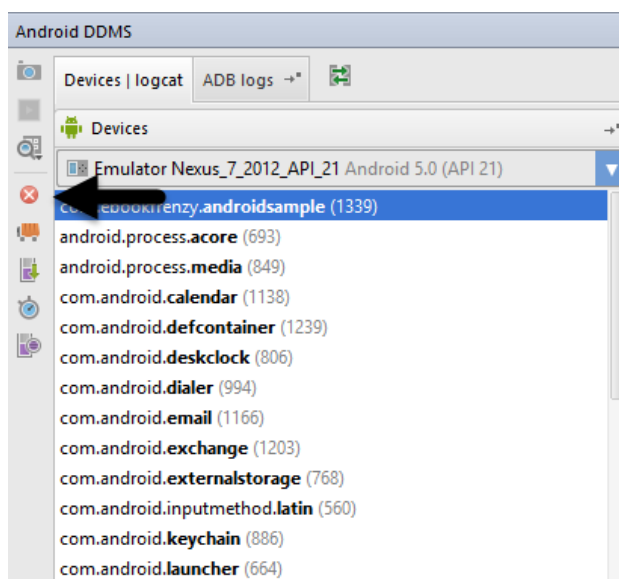 Android DDMS
Devices | logcat ADB logs
Devices
Emulator Nexus_7_2012_API_21 Android 5.0 (API 21)
com.ebookfrenzy.androidsample (1339)
android.process.acore (693)
android.process.media (849)
com.android.calendar (1138)
com.android.defcontainer (1239)
com.android.deskclock (806)
com.android.dialer (994)
com.android.email (1166)
com.android.exchange (1203)
com.android.externalstorage (768)
com.android.inputmethod.latin (560)
com.android.keychain (886)
com.android.launcher (664)